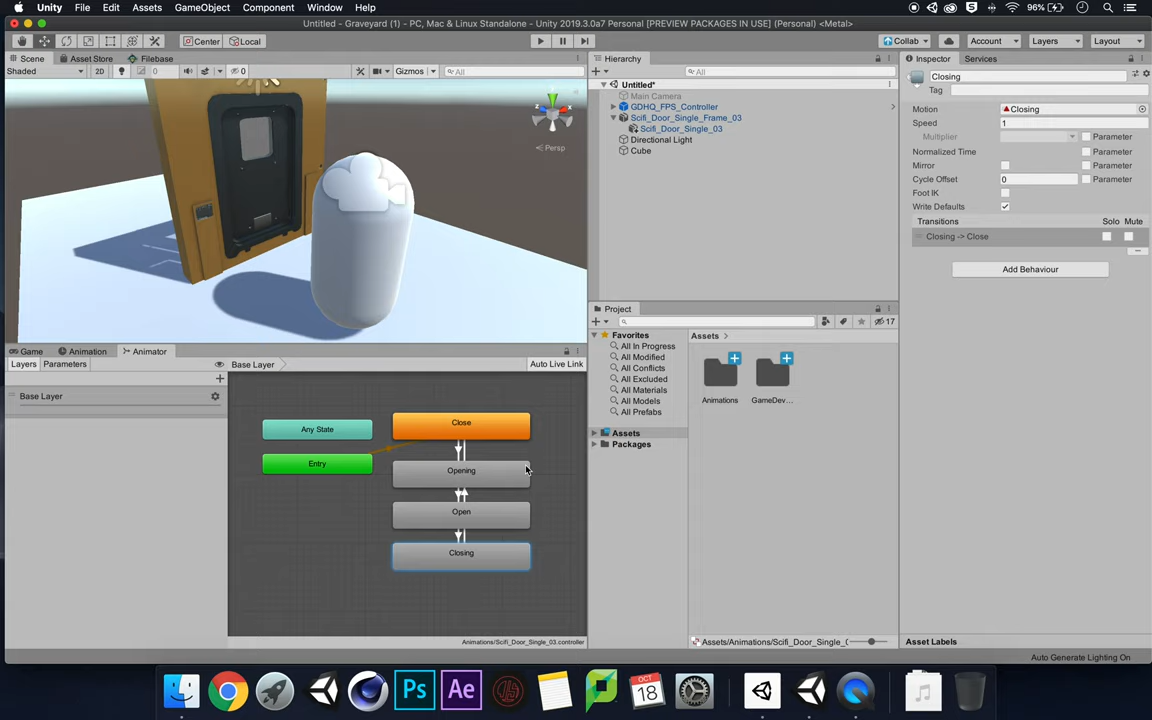 Unity File Edit Assets GameObject Component Window Help 96%
Untitled - Graveyard (1) - PC, Mac & Linux Standalone - Unity 2019.3.0a7 Personal [PREVIEW PACKAGES IN USE] (Personal) <Metal>
Center Local Collab Account Layers Layout
Scene Asset Store Filebase
Shaded 2D 0 0 Gizmos All
Persp
Hierarchy
All
Untitled*
Main Camera
GDHQ_FPS_Controller
Scifi_Door_Single_Frame_03
Scifi_Door_Single_03
Directional Light
Cube
Project
17
Favorites
All In Progress
All Modified
All Conflicts
All Excluded
All Materials
All Models
All Prefabs
Assets
Packages
Assets
Animations GameDev...
Assets/Animations/Scifi_Door_Single_(
Inspector Services
Closing
Tag
Motion Closing
Speed 1
Multiplier Parameter
Normalized Time Parameter
Mirror Parameter
Cycle Offset 0 Parameter
Foot IK
Write Defaults
Transitions Solo Mute
Closing -> Close
Add Behaviour
Asset Labels
Auto Generate Lighting On
Game Animation Animator
Layers Parameters Base Layer Auto Live Link
Base Layer
Any State
Entry
Close
Opening
Open
Closing
Animations/Scifi_Door_Single_03.controller
Ps Ae
OCT
18